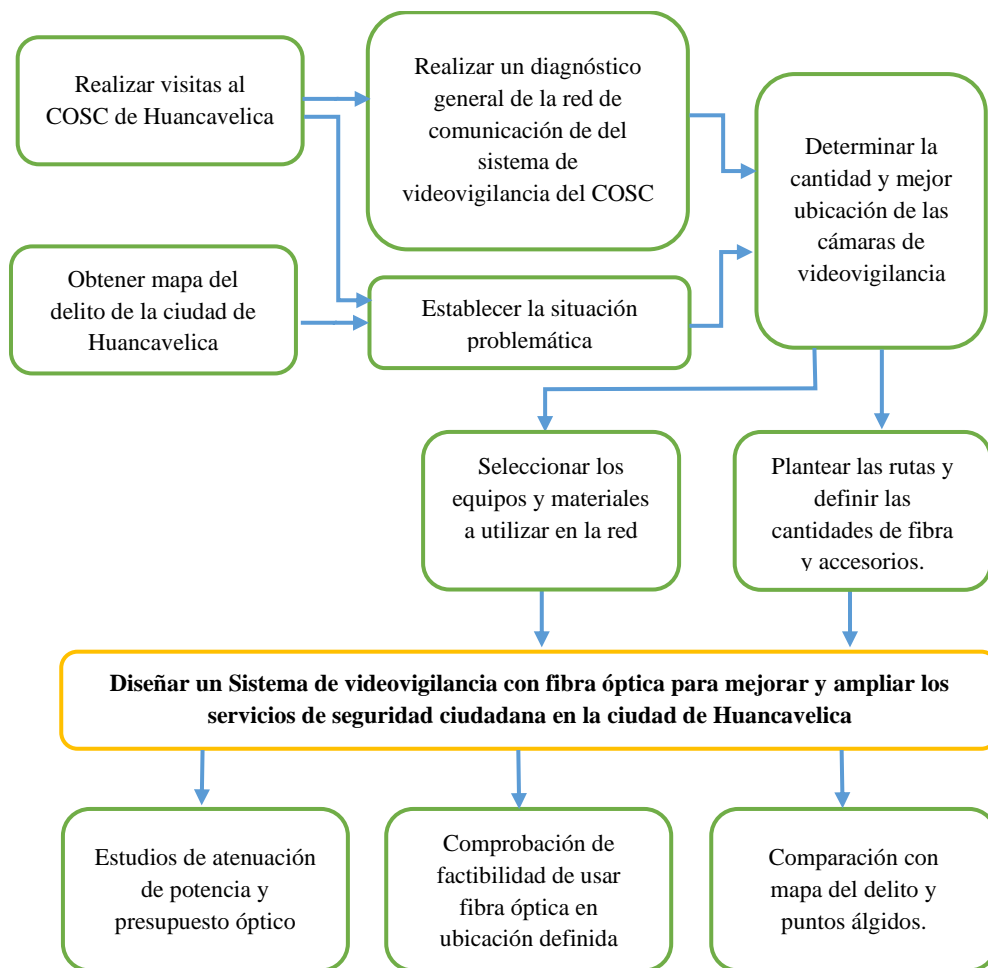 Realizar visitas al
COSC de Huancavelica
Realizar un diagnóstico
general de la red de
comunicación de del
sistema de
videovigilancia del COSC
Determinar la
cantidad y mejor
ubicación de las
cámaras de
videovigilancia
Obtener mapa del
delito de la ciudad de
Huancavelica
Establecer la situación
problemática
Seleccionar los
equipos y materiales
a utilizar en la red
Plantear las rutas y
definir las
cantidades de fibra
y accesorios.
Diseñar un Sistema de videovigilancia con fibra óptica para mejorar y ampliar los
servicios de seguridad ciudadana en la ciudad de Huancavelica
Estudios de atenuación
de potencia y
presupuesto óptico
Comprobación de
factibilidad de usar
fibra óptica en
ubicación definida
Comparación con
mapa del delito y
puntos álgidos.